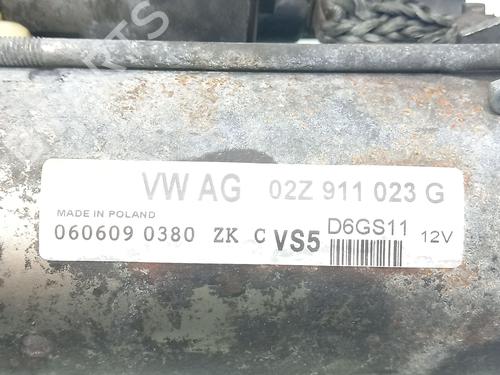 VW AG 02Z 911 023 G
MADE IN POLAND
060609 0380 ZK C VS5 D6GS11 12V